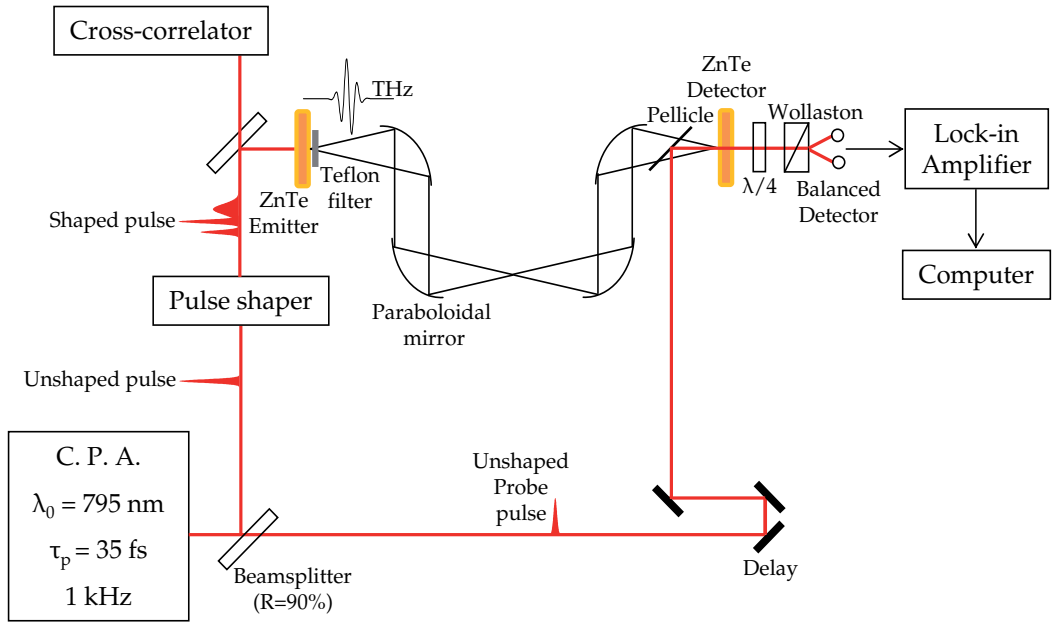 Cross-correlator
THz
ZnTe
Detector
Pellicle
Wollaston
Lock-in
Amplifier
Teflon
filter
ZnTe
Emitter
λ/4
Balanced
Detector
Shaped pulse
Pulse shaper
Paraboloidal
mirror
Computer
Unshaped pulse
C. P. A.
λ₀ = 795 nm
τₚ = 35 fs
1 kHz
Unshaped
Probe
pulse
Beamsplitter
(R=90%)
Delay